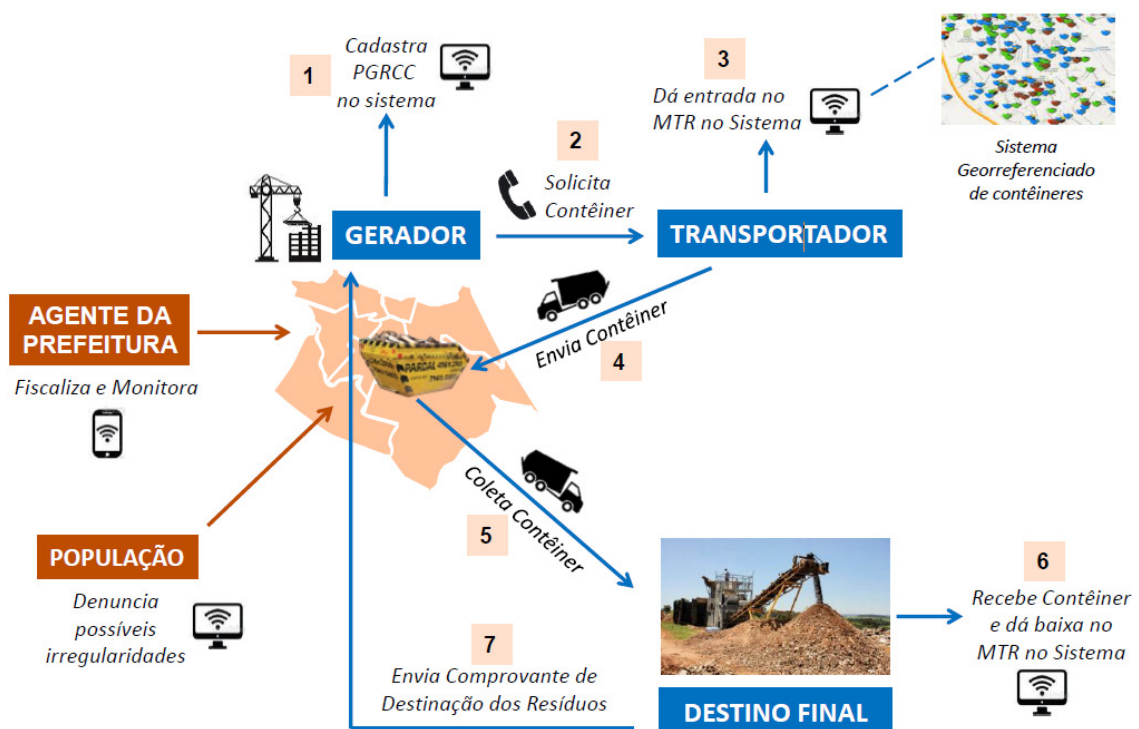 1
Cadastra
PGRCC
no sistema
3
Dá entrada no
MTR no Sistema
Sistema
Georreferenciado
de contêineres
2
Solicita
Contêiner
GERADOR
TRANSPORTADOR
AGENTE DA
PREFEITURA
Fiscaliza e Monitora
Envia Contêiner
4
PARDAL
Coleta Contêiner
5
POPULAÇÃO
Denuncia
possíveis
irregularidades
6
Recebe Contêiner
e dá baixa no
MTR no Sistema
7
Envia Comprovante de
Destinação dos Resíduos
DESTINO FINAL